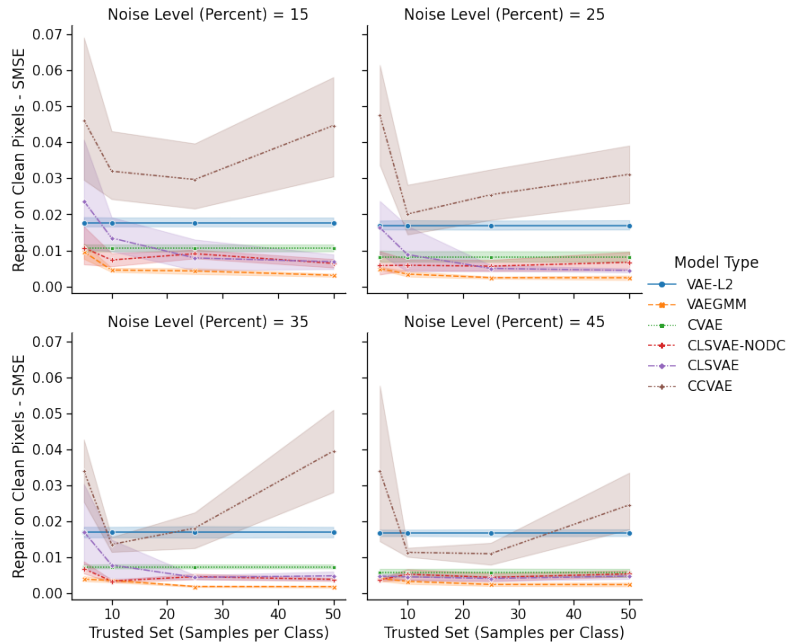 Noise Level (Percent) = 15
Noise Level (Percent) = 25
Repair on Clean Pixels - SMSE
0.07
0.06
0.05
0.04
0.03
0.02
0.01
0.00
Model Type
VAE-L2
VAEGMM
CVAE
CLSVAE-NODC
CLSVAE
CCVAE
Noise Level (Percent) = 35
Noise Level (Percent) = 45
Repair on Clean Pixels - SMSE
0.07
0.06
0.05
0.04
0.03
0.02
0.01
0.00
10 20 30 40 50
10 20 30 40 50
Trusted Set (Samples per Class)
Trusted Set (Samples per Class)